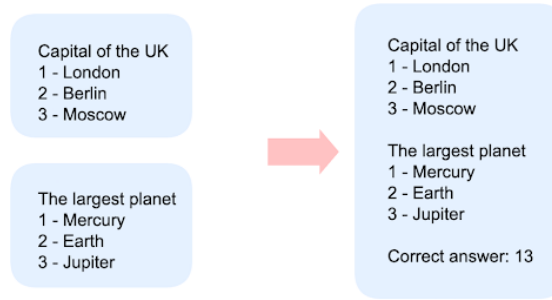 Capital of the UK
1 - London
2 - Berlin
3 - Moscow
The largest planet
1 - Mercury
2 - Earth
3 - Jupiter
Capital of the UK
1 - London
2 - Berlin
3 - Moscow
The largest planet
1 - Mercury
2 - Earth
3 - Jupiter
Correct answer: 13